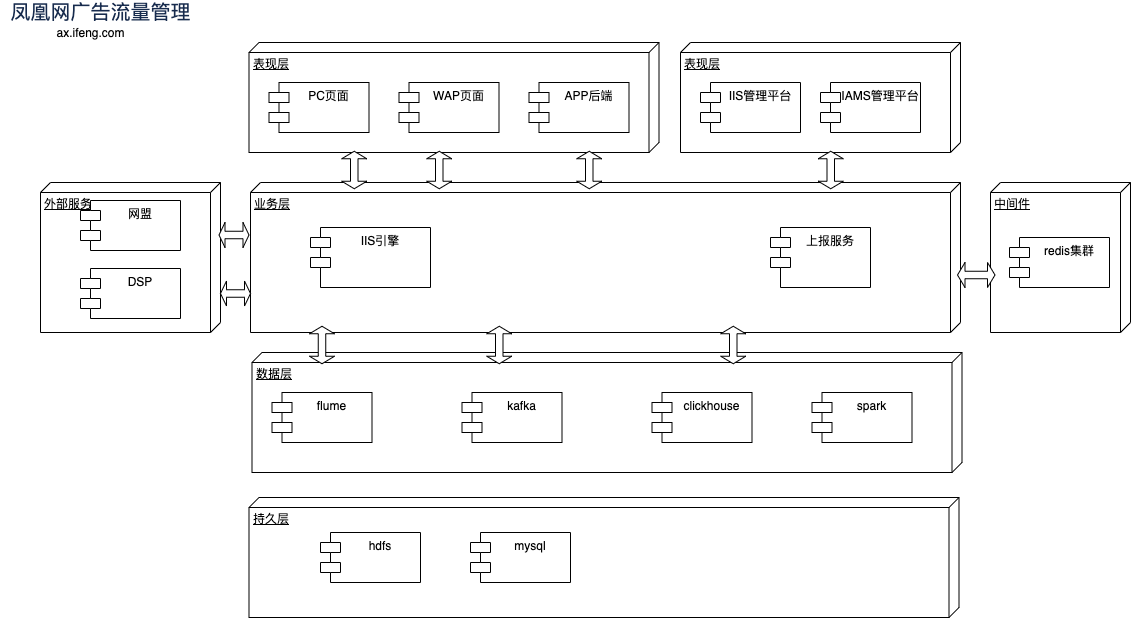 凤凰网广告流量管理
ax.ifeng.com
表现层
PC页面
WAP页面
APP后端
表现层
IIS管理平台
IAMS管理平台
外部服务
网盟
DSP
业务层
IIS引擎
上报服务
中间件
redis集群
数据层
flume
kafka
clickhouse
spark
持久层
hdfs
mysql